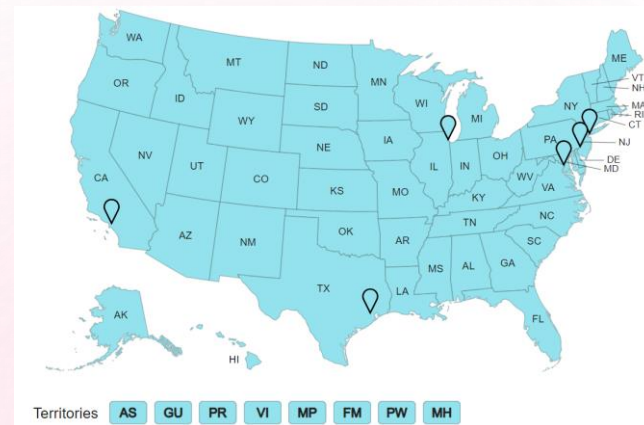 WA
MT
ND
MN
ME
VT
NH
OR
ID
SD
WI
MI
NY
MA
RI
CT
WY
NE
IA
PA
NJ
NV
UT
CO
IL
IN
OH
DE
MD
CA
KS
MO
WV
VA
KY
NC
AZ
NM
OK
AR
TN
SC
MS
AL
GA
TX
LA
FL
AK
HI
Territories AS GU PR VI MP FM PW MH